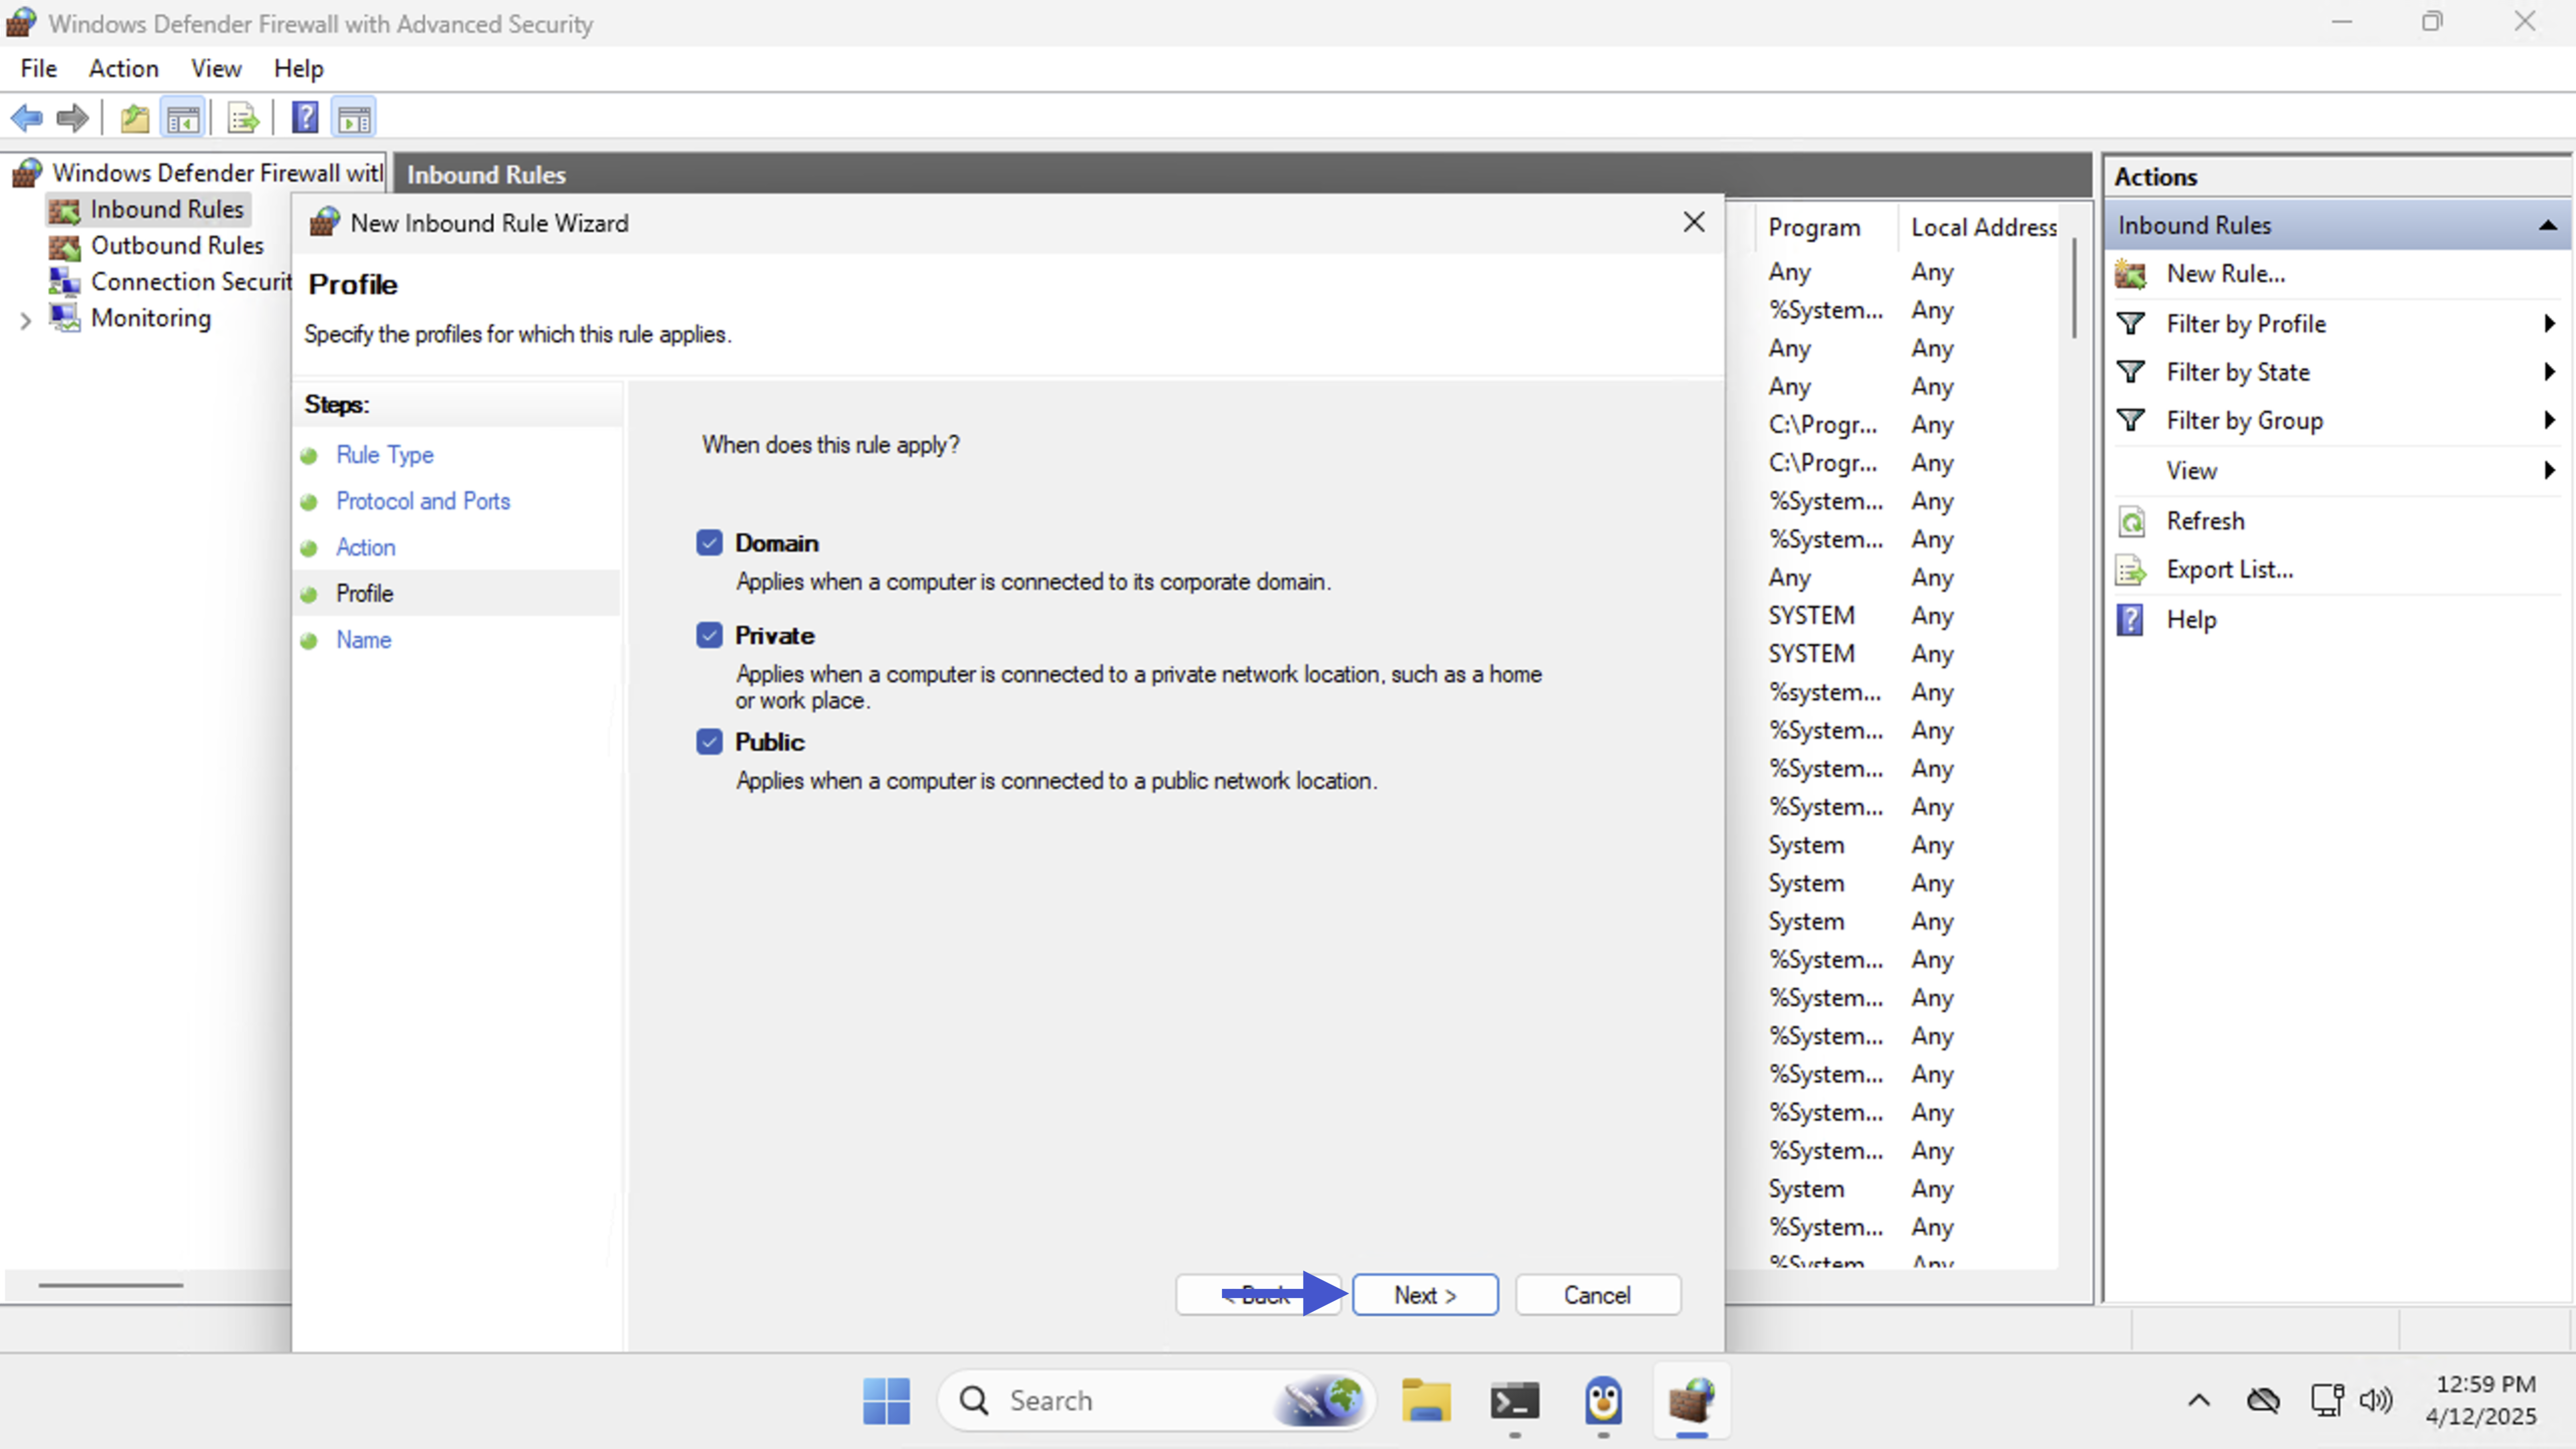 Windows Defender Firewall with Advanced Security
File Action View Help
Windows Defender Firewall witl
Inbound Rules
Outbound Rules
Connection Securit
Monitoring
Inbound Rules
New Inbound Rule Wizard
Profile
Specify the profiles for which this rule applies.
Steps:
Rule Type
Protocol and Ports
Action
Profile
Name
When does this rule apply?
Domain
Applies when a computer is connected to its corporate domain.
Private
Applies when a computer is connected to a private network location, such as a home
or work place.
Public
Applies when a computer is connected to a public network location.
< Back Next > Cancel
Program Local Address
Any Any
%System... Any
Any Any
Any Any
C:\Progr... Any
C:\Progr... Any
%System... Any
%System... Any
Any Any
SYSTEM Any
SYSTEM Any
%system... Any
%System... Any
%System... Any
%System... Any
System Any
System Any
System Any
%System... Any
%System... Any
%System... Any
%System... Any
%System... Any
%System... Any
System Any
%System... Any
%System Any
Actions
Inbound Rules
New Rule...
Filter by Profile
Filter by State
Filter by Group
View
Refresh
Export List...
Help
Search
12:59 PM
4/12/2025